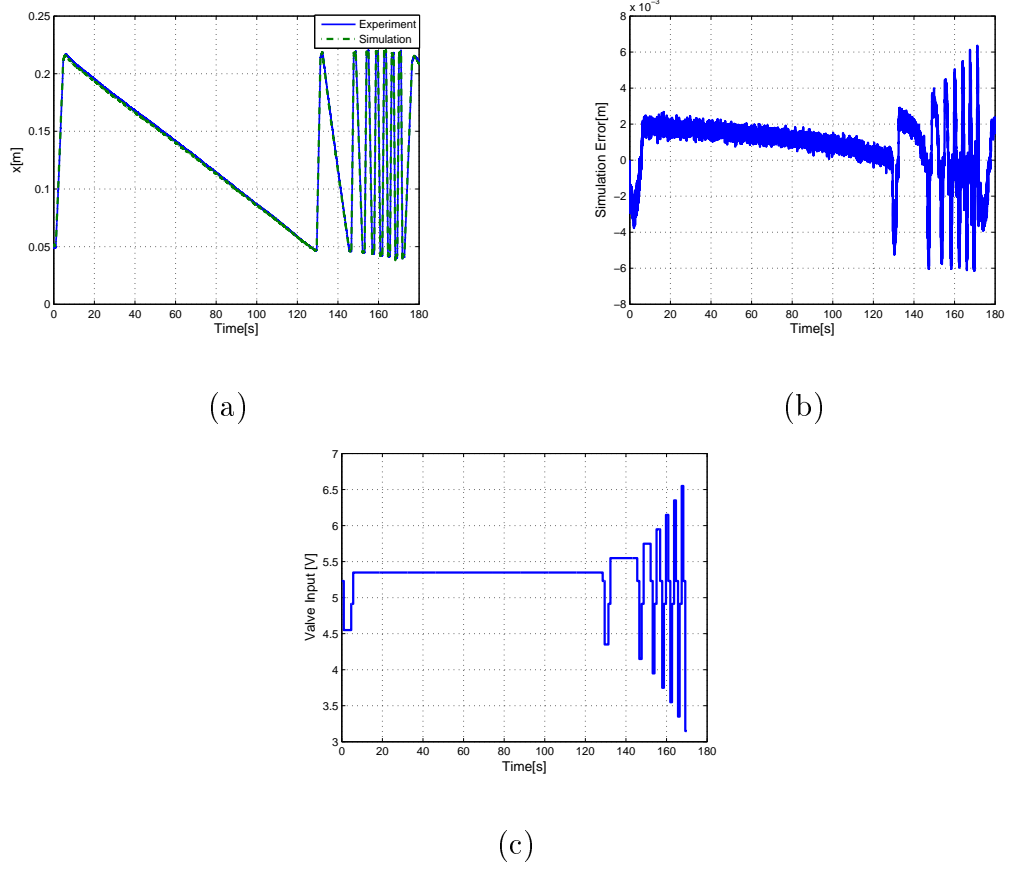 0.25
0.2
0.15
0.1
0.05
0
0 20 40 60 80 100 120 140 160 180
x[m]
Time[s]
Experiment
Simulation
(a)
x 10⁻³
8
6
4
2
0
−2
−4
−6
−8
0 20 40 60 80 100 120 140 160 180
Simulation Error[m]
Time[s]
(b)
7
6.5
6
5.5
5
4.5
4
3.5
3
0 20 40 60 80 100 120 140 160 180
Valve Input [V]
Time[s]
(c)